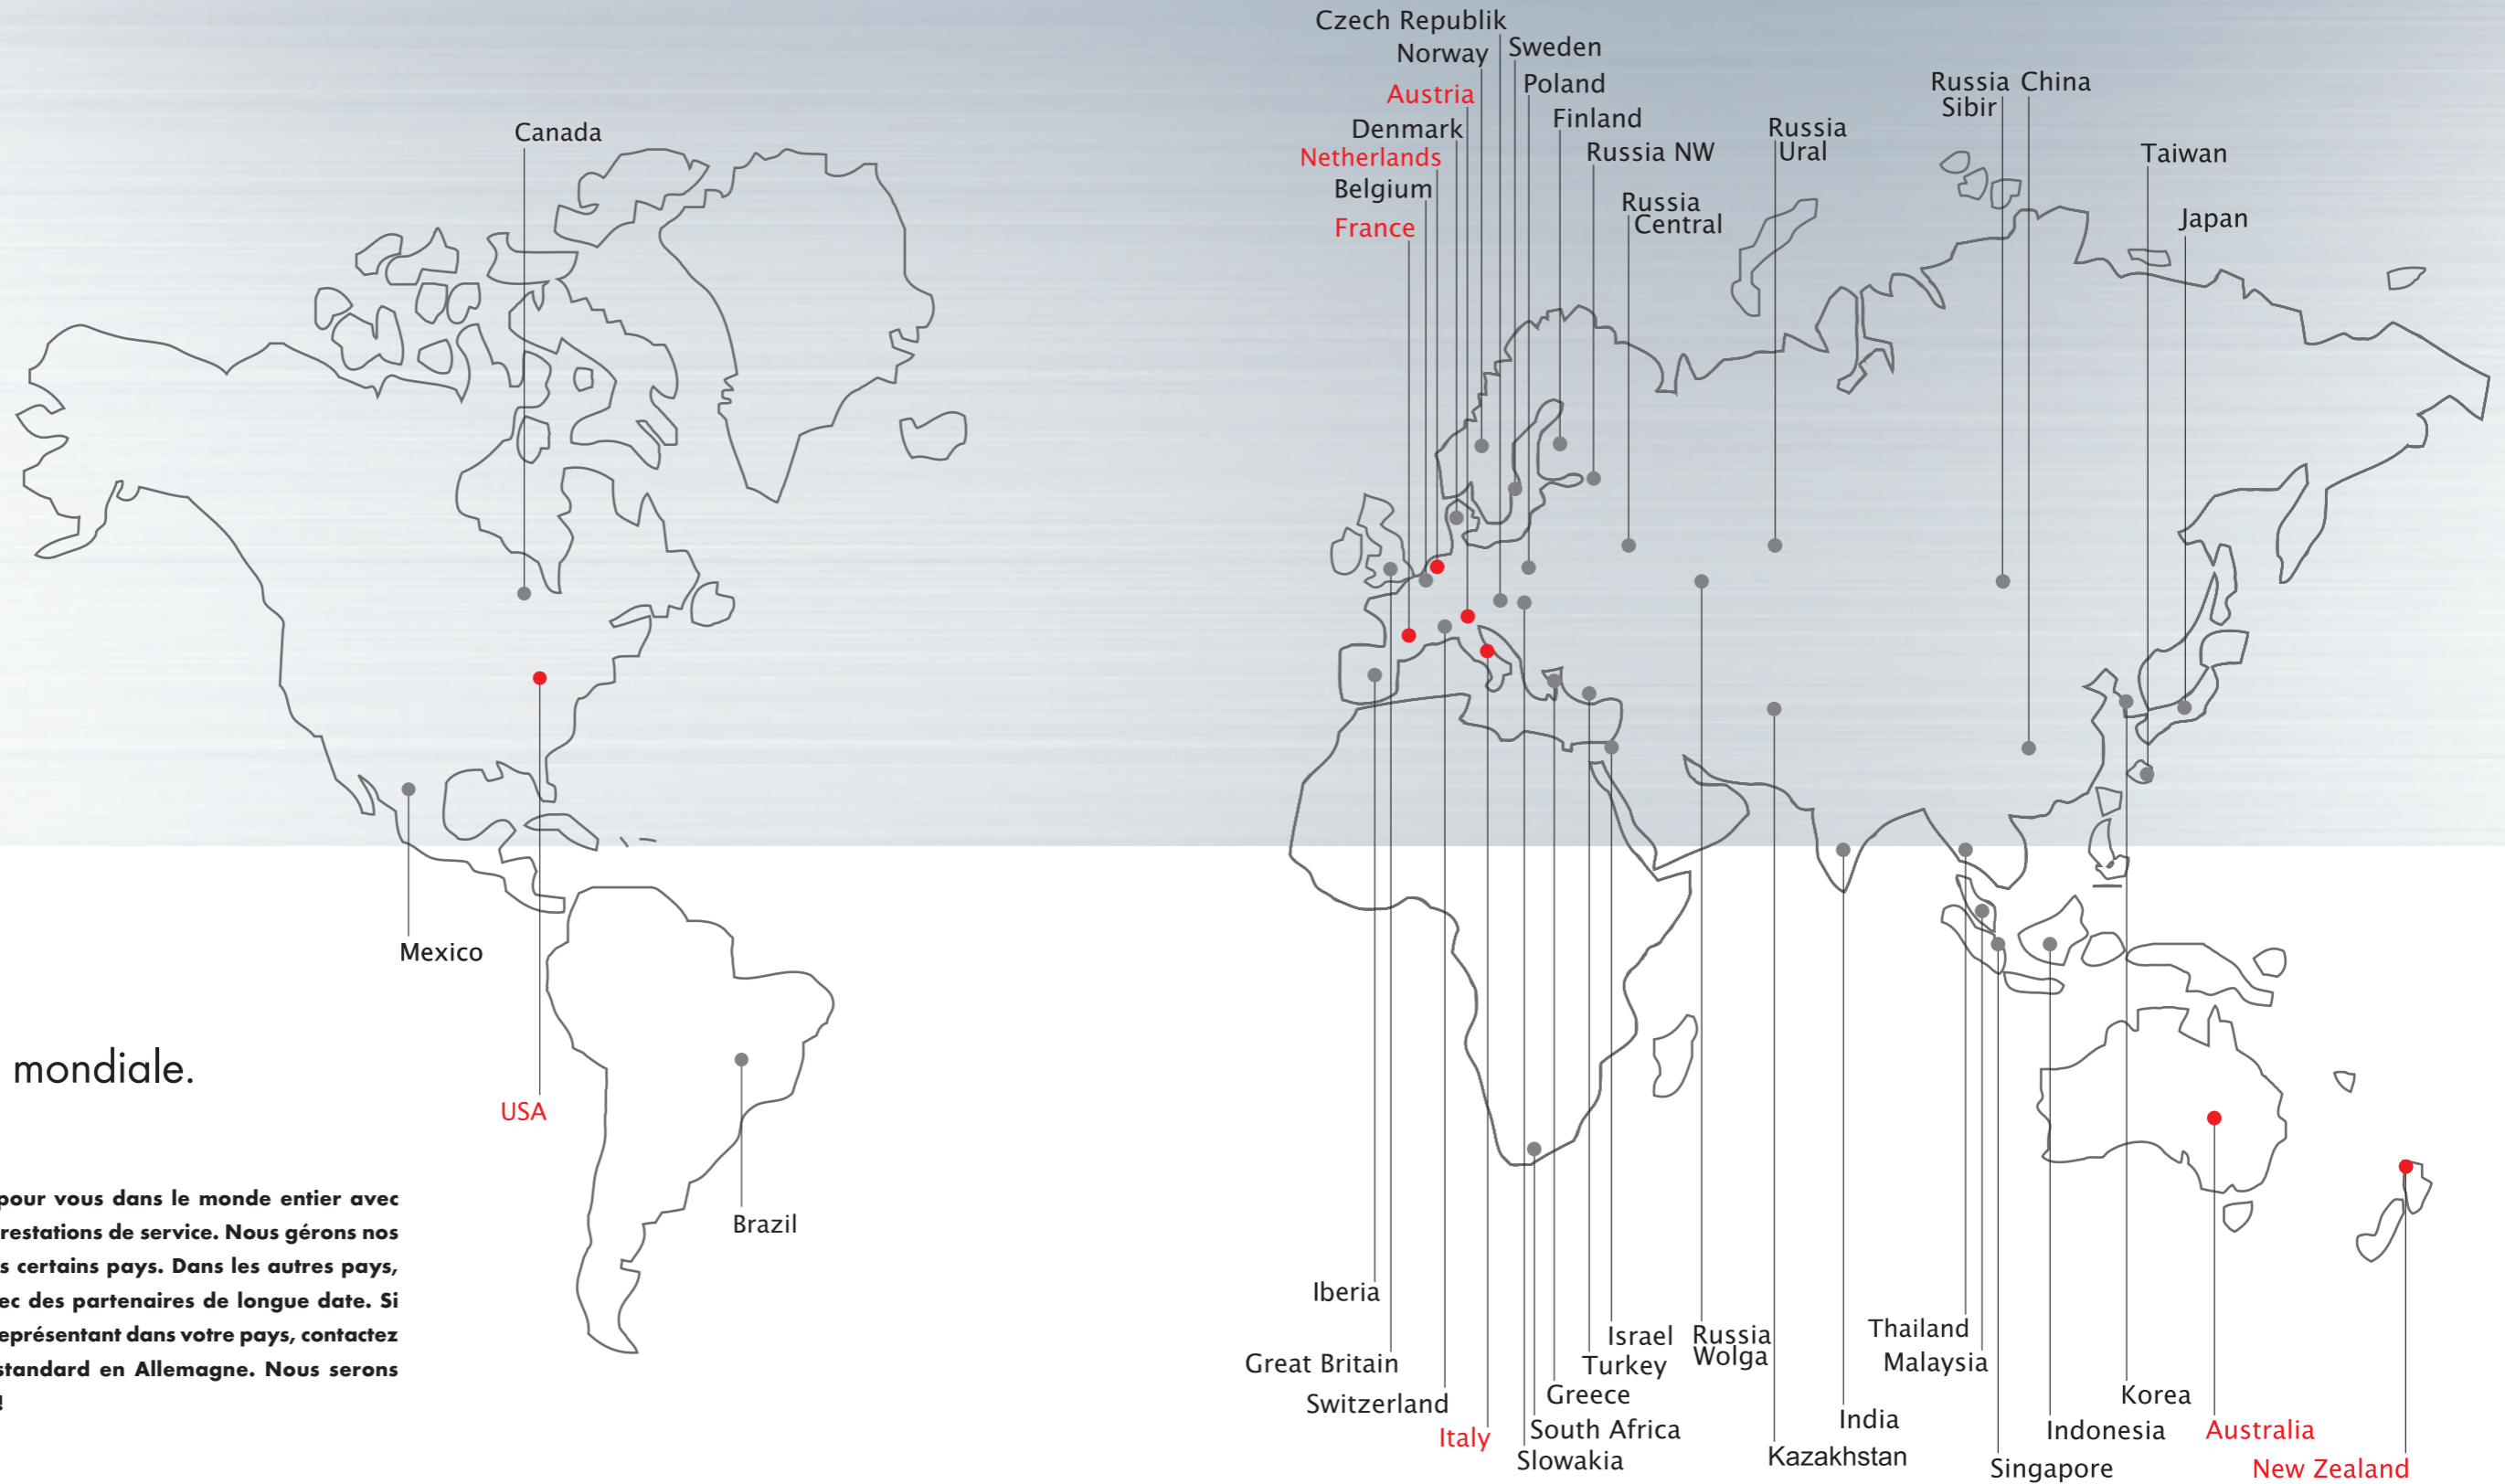 Czech Republik
Norway
Sweden
Austria
Poland
Denmark
Finland
Netherlands
Russia NW
Belgium
France
Russia
Central
Russia
Ural
Russia
Sibir
China
Taiwan
Japan
Canada
Mexico
USA
Brazil
mondiale.
pour vous dans le monde entier avec
restations de service. Nous gérons nos
s certains pays. Dans les autres pays,
ec des partenaires de longue date. Si
eprésentant dans votre pays, contactez
standard en Allemagne. Nous serons
!
Iberia
Great Britain
Switzerland
Italy
Israel
Turkey
Greece
South Africa
Slowakia
Russia
Wolga
Kazakhstan
India
Thailand
Malaysia
Singapore
Indonesia
Korea
Australia
New Zealand